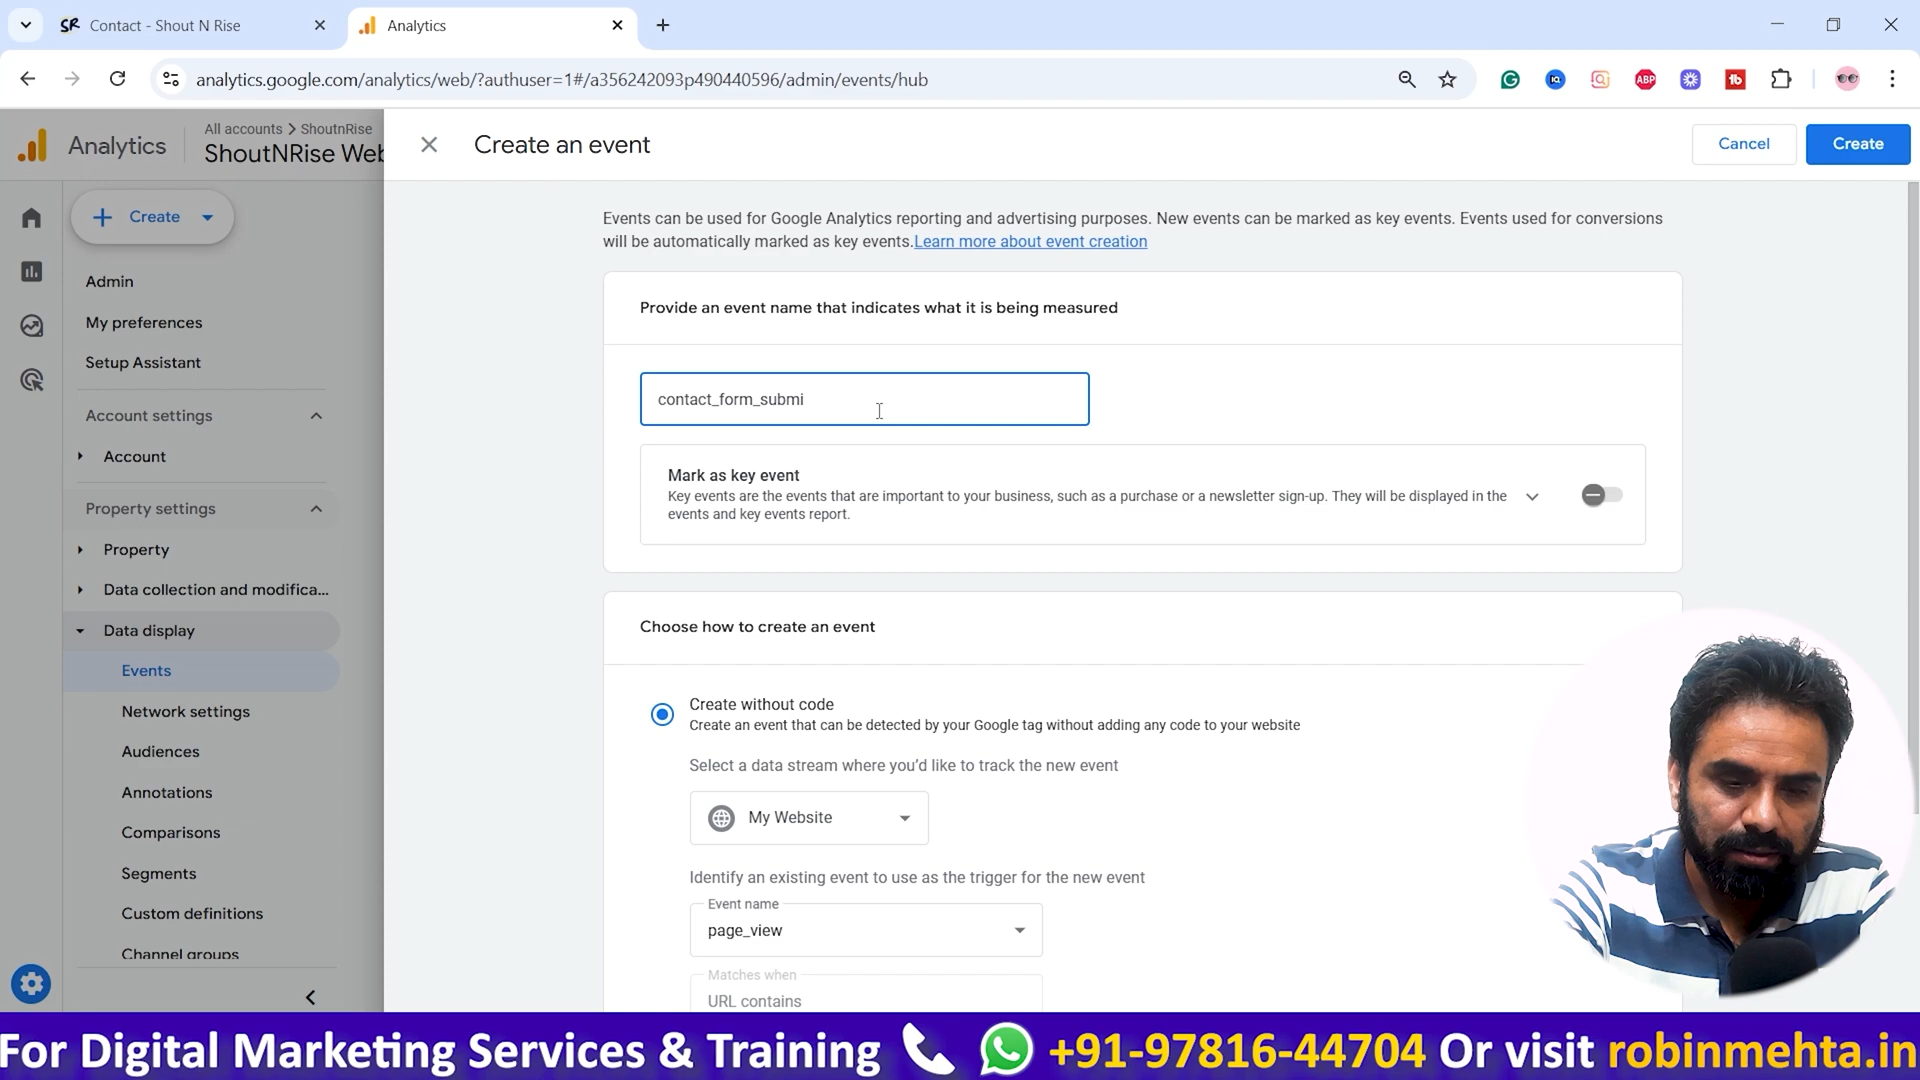 Contact - Shout N Rise
Analytics
analytics.google.com/analytics/web/?authuser=1#/a356242093p490440596/admin/events/hub
Analytics
All accounts > ShoutnRise
ShoutNRise Web
Create an event
Cancel
Create
Create
Admin
My preferences
Setup Assistant
Account settings
Account
Property settings
Property
Data collection and modifica...
Data display
Events
Network settings
Audiences
Annotations
Comparisons
Segments
Custom definitions
Channel groups
Events can be used for Google Analytics reporting and advertising purposes. New events can be marked as key events. Events used for conversions
will be automatically marked as key events.Learn more about event creation
Provide an event name that indicates what it is being measured
contact_form_submi
Mark as key event
Key events are the events that are important to your business, such as a purchase or a newsletter sign-up. They will be displayed in the
events and key events report.
Choose how to create an event
Create without code
Create an event that can be detected by your Google tag without adding any code to your website
Select a data stream where you'd like to track the new event
My Website
Identify an existing event to use as the trigger for the new event
Event name
page_view
Matches when
URL contains
For Digital Marketing Services & Training +91-97816-44704 Or visit robinmehta.in